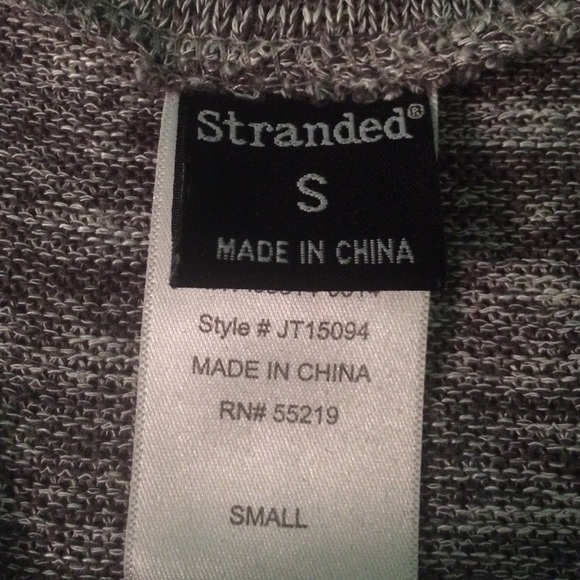 Stranded®
S
MADE IN CHINA
Style # JT15094
MADE IN CHINA
RN# 55219
SMALL